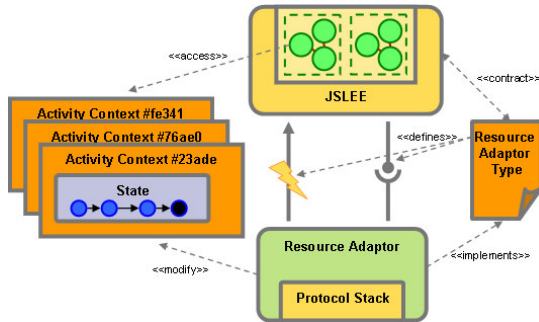 <<access>>
JSLEE
<<contract>>
Activity Context #fe341
Activity Context #76ae0
Activity Context #23ade
<<defines>>
Resource
Adaptor
Type
State
Resource Adaptor
<<modify>>
<<implements>>
Protocol Stack